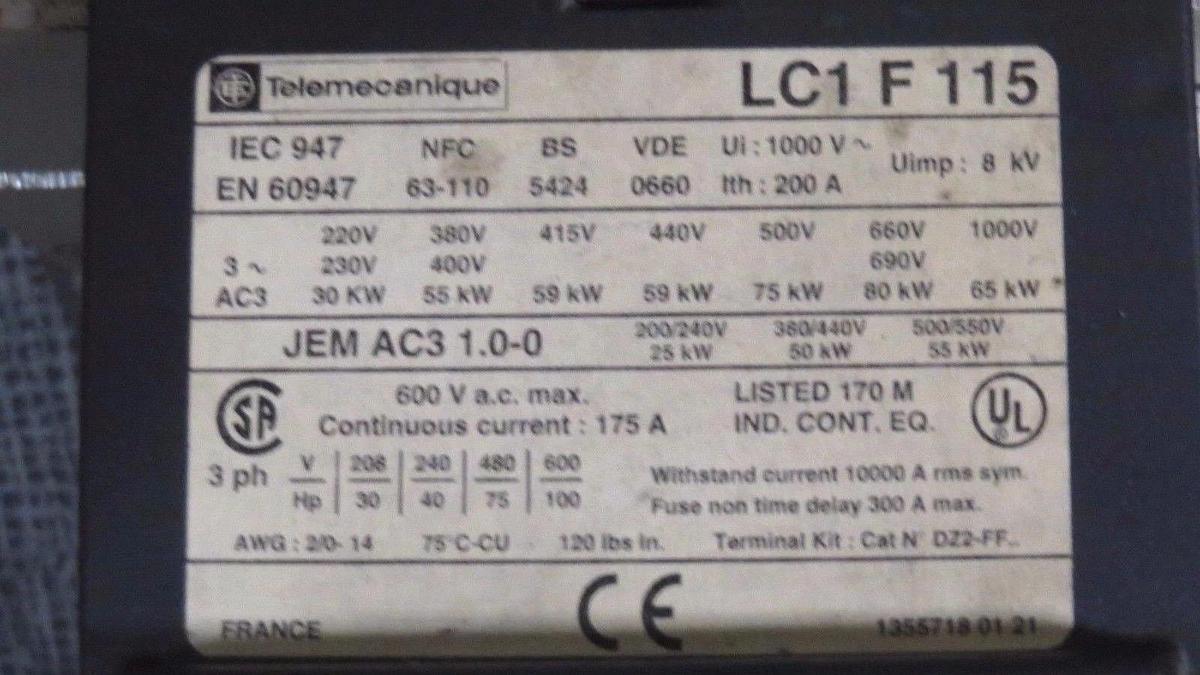 Telemecanique LC1 F 115
IEC 947 NFC BS VDE Ui : 1000 V ~ Uimp : 8 kV
EN 60947 63-110 5424 0660 Ith : 200 A
220V 380V 415V 440V 500V 660V 1000V
3 ~ 230V 400V 690V
AC3 30 KW 55 kW 59 kW 59 kW 75 kW 80 kW 65 kW
JEM AC3 1.0-0 200/240V 380/440V 500/550V
25 kW 50 kW 55 kW
SA 600 V a.c. max. LISTED 170 M UL
Continuous current : 175 A IND. CONT. EQ.
3 ph V 208 240 480 600 Withstand current 10000 A rms sym.
Hp 30 40 75 100 Fuse non time delay 300 A max.
AWG : 2/0- 14 75°C-CU 120 lbs in. Terminal Kit : Cat N° DZ2-FF..
CE
FRANCE 1355718 01 21